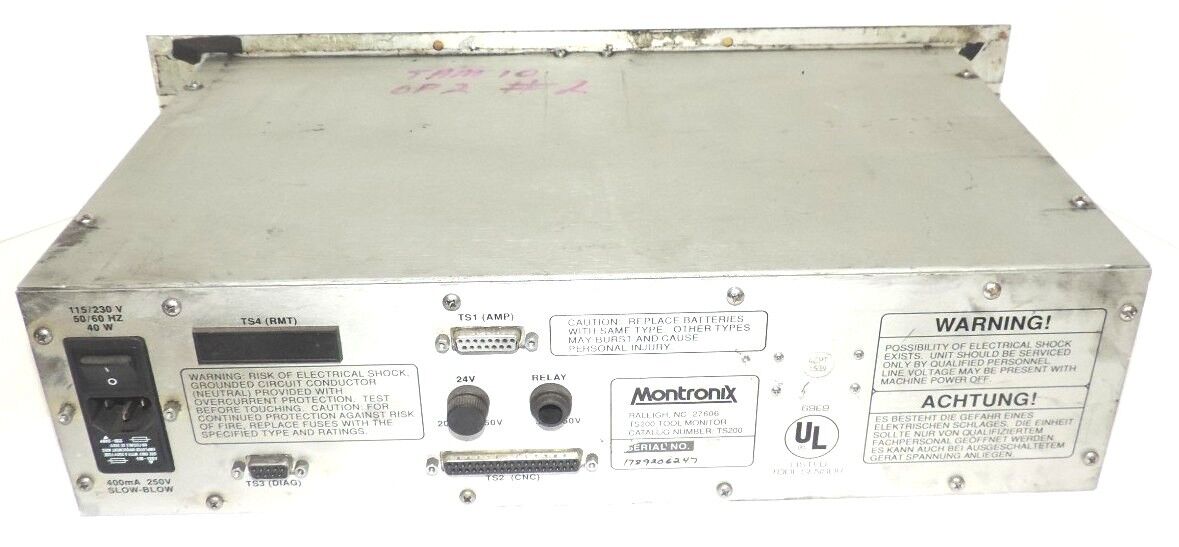 TAM 10
OP2 #2
115/230 V
50/60 HZ
40 W
TS4 (RMT)
WARNING: RISK OF ELECTRICAL SHOCK.
GROUNDED CIRCUIT CONDUCTOR
(NEUTRAL) PROVIDED WITH
OVERCURRENT PROTECTION. TEST
BEFORE TOUCHING. CAUTION: FOR
CONTINUED PROTECTION AGAINST RISK
OF FIRE, REPLACE FUSES WITH THE
SPECIFIED TYPE AND RATINGS.
400mA 250V
SLOW-BLOW
TS3 (DIAG)
TS1 (AMP)
CAUTION: REPLACE BATTERIES
WITH SAME TYPE. OTHER TYPES
MAY BURST AND CAUSE
PERSONAL INJURY.
24V
RELAY
TS2 (CNC)
Montronix
RALEIGH, NC 27606
TS200 TOOL MONITOR
CATALOG NUMBER: TS200
SERIAL NO.
1789206247
69E9
UL
LISTED
WARNING!
POSSIBILITY OF ELECTRICAL SHOCK
EXISTS. UNIT SHOULD BE SERVICED
ONLY BY QUALIFIED PERSONNEL.
LINE VOLTAGE MAY BE PRESENT WITH
MACHINE POWER OFF.
ACHTUNG!
ES BESTEHT DIE GEFAHR EINES
ELEKTRISCHEN SCHLAGES. DIE EINHEIT
SOLLTE NUR VON QUALIFIZIERTEM
FACHPERSONAL GEÖFFNET WERDEN.
ES KANN AUCH BEI AUSGESCHALTETEM
GERÄT SPANNUNG ANLIEGEN.